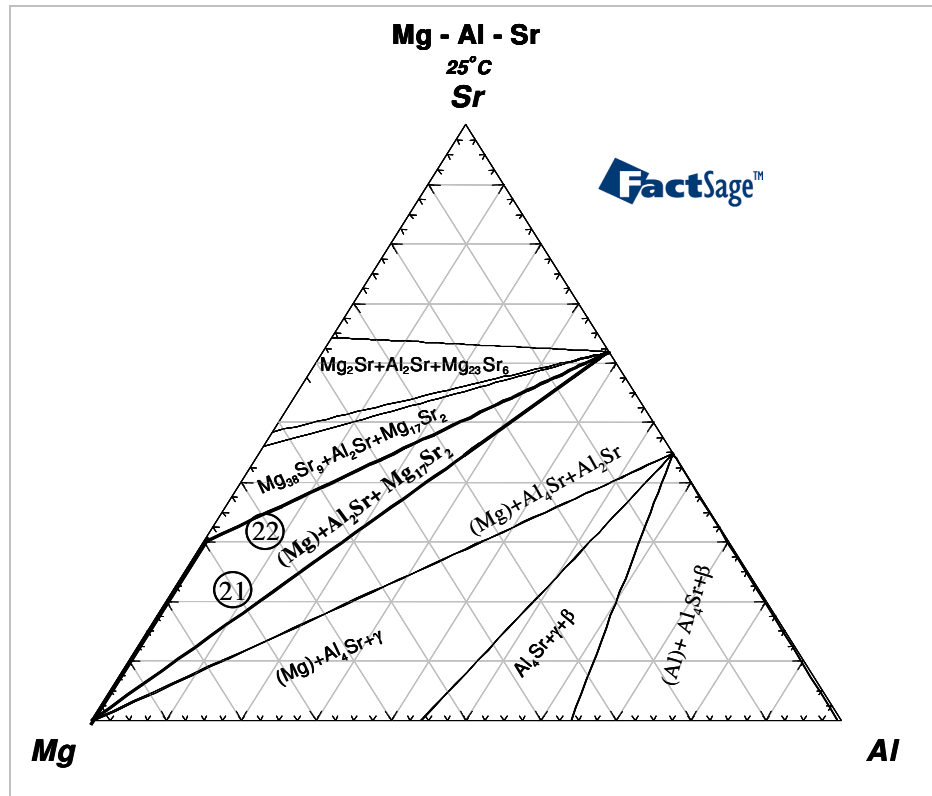 Mg - Al - Sr
25°C
Sr
FactSage™
Mg₂Sr+Al₂Sr+Mg₂₃Sr₆
Mg₃₈Sr₉+Al₂Sr+Mg₁₇Sr₂
(Mg)+Al₂Sr+ Mg₁₇Sr₂
(Mg)+Al₄Sr+Al₂Sr
22
21
(Mg)+Al₄Sr+γ
Al₄Sr+γ+β
(Al)+ Al₄Sr+β
Mg
Al